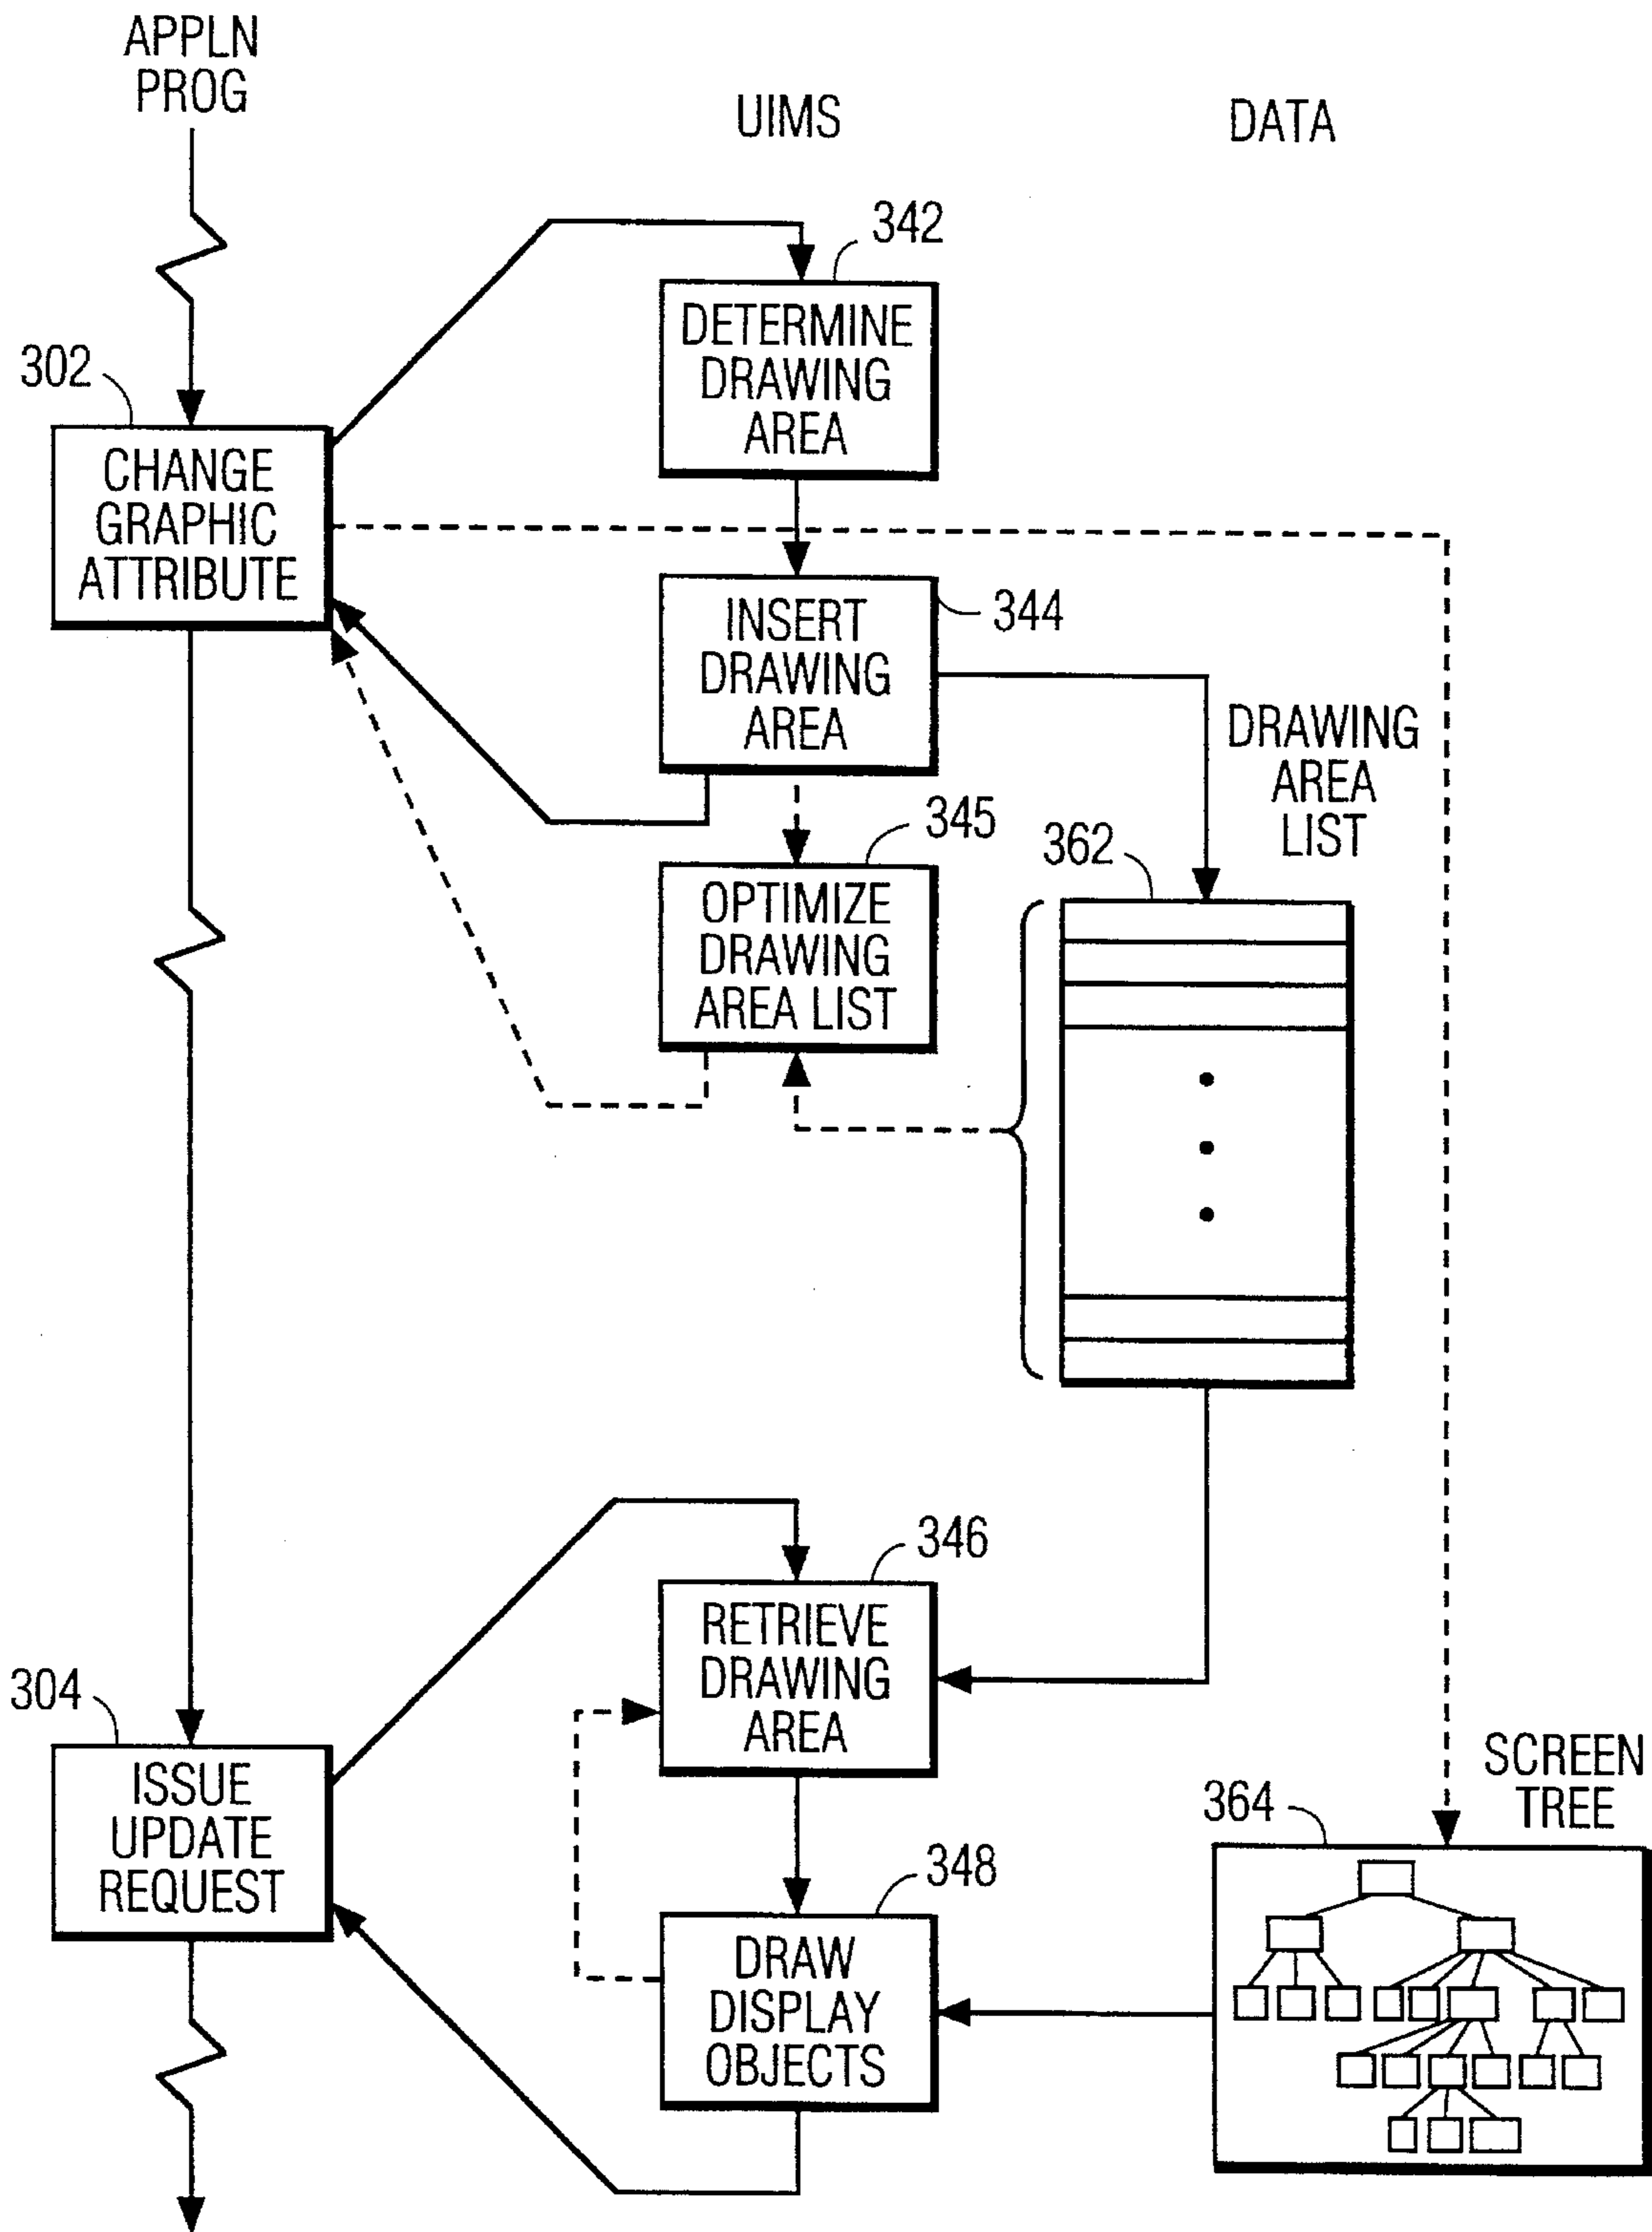 APPLN
PROG
UIMS
DATA
342
DETERMINE
DRAWING
AREA
302
CHANGE
GRAPHIC
ATTRIBUTE
344
INSERT
DRAWING
AREA
DRAWING
AREA
LIST
345
362
OPTIMIZE
DRAWING
AREA LIST
346
RETRIEVE
DRAWING
AREA
304
ISSUE
UPDATE
REQUEST
SCREEN
TREE
364
348
DRAW
DISPLAY
OBJECTS